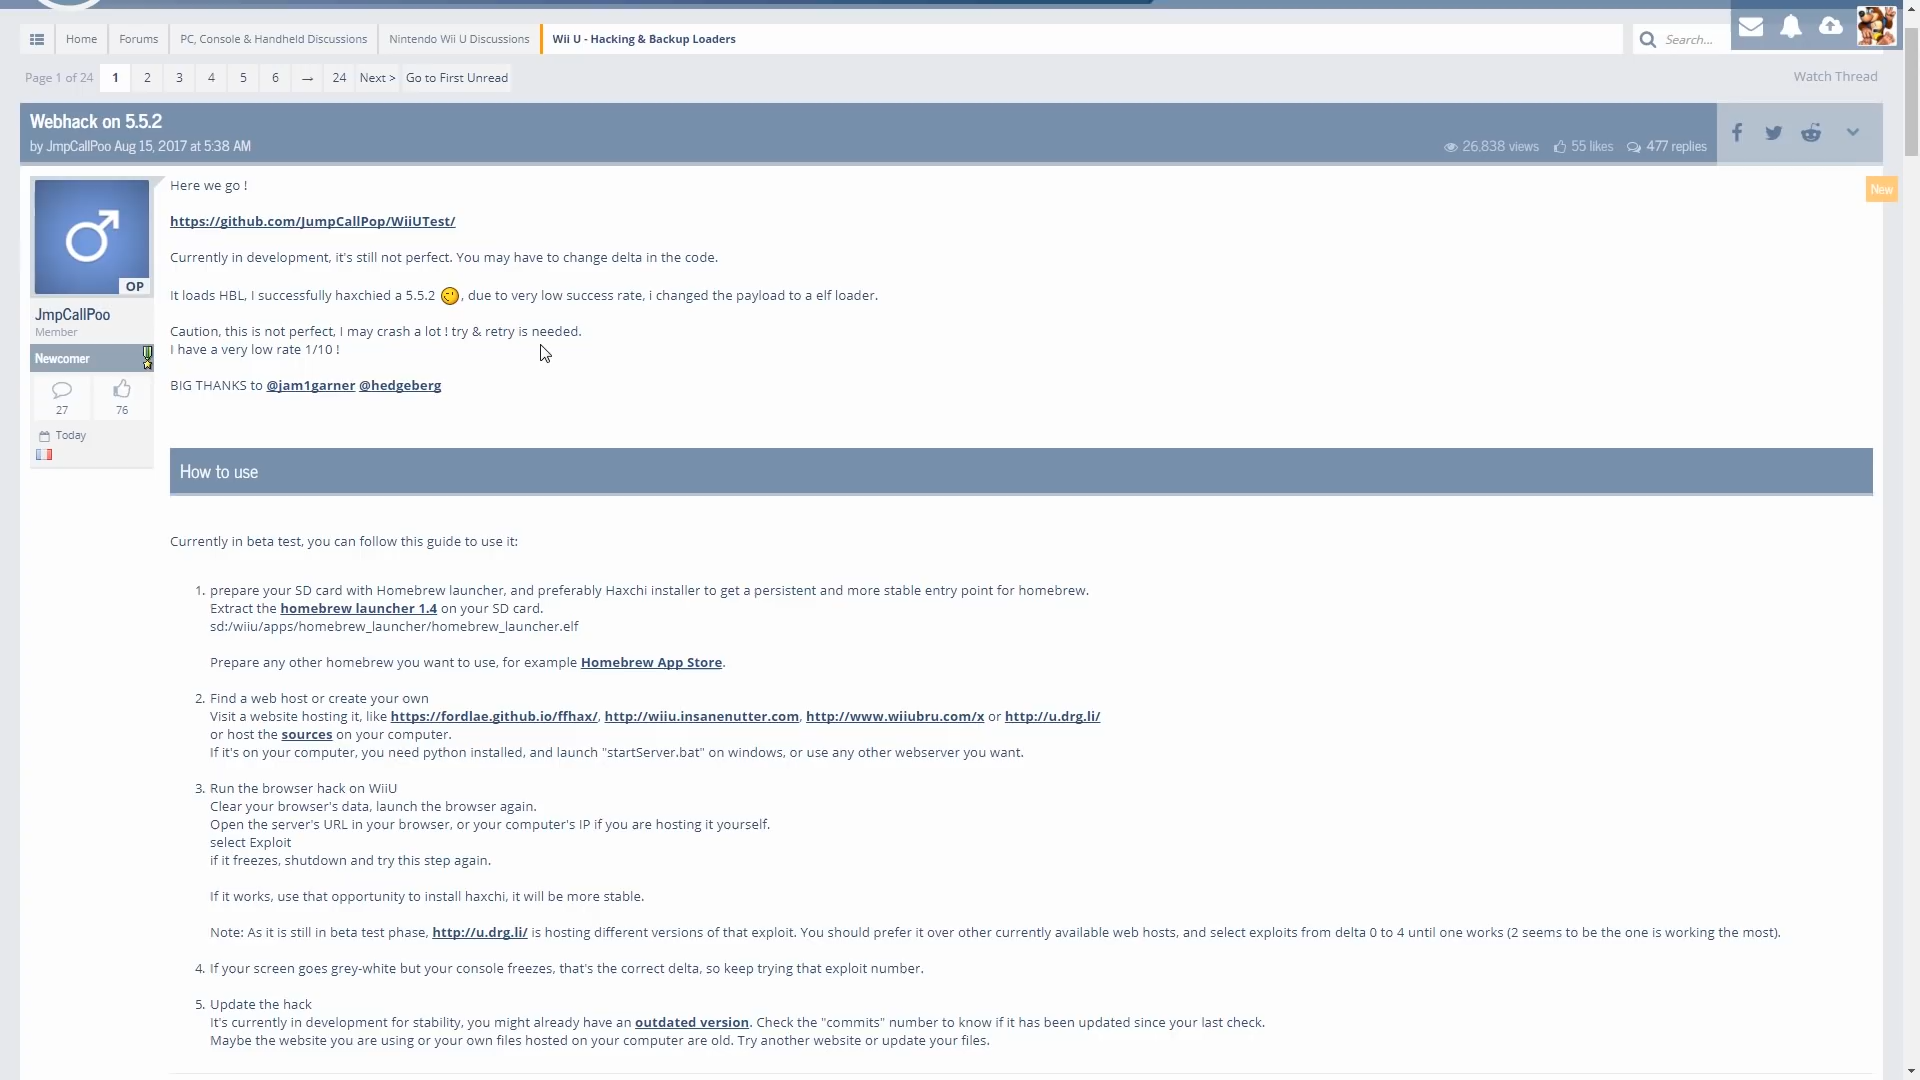 Home Forums PC, Console & Handheld Discussions Nintendo Wii U Discussions Wii U - Hacking & Backup Loaders Search...
Page 1 of 24 1 2 3 4 5 6 → 24 Next > Go to First Unread Watch Thread
Webhack on 5.5.2
by JmpCallPoo Aug 15, 2017 at 5:38 AM 26,838 views 55 likes 477 replies
New
OP
JmpCallPoo
Member
Newcomer
27 76
Today
Here we go !
https://github.com/JumpCallPop/WiiUTest/
Currently in development, it's still not perfect. You may have to change delta in the code.
It loads HBL, I successfully haxchied a 5.5.2 , due to very low success rate, i changed the payload to a elf loader.
Caution, this is not perfect, I may crash a lot ! try & retry is needed.
I have a very low rate 1/10 !
BIG THANKS to @jam1garner @hedgeberg
How to use
Currently in beta test, you can follow this guide to use it:
1. prepare your SD card with Homebrew launcher, and preferably Haxchi installer to get a persistent and more stable entry point for homebrew.
Extract the homebrew launcher 1.4 on your SD card.
sd:/wiiu/apps/homebrew_launcher/homebrew_launcher.elf
Prepare any other homebrew you want to use, for example Homebrew App Store.
2. Find a web host or create your own
Visit a website hosting it, like https://fordlae.github.io/ffhax/, http://wiiu.insanenutter.com, http://www.wiiubru.com/x or http://u.drg.li/
or host the sources on your computer.
If it's on your computer, you need python installed, and launch "startServer.bat" on windows, or use any other webserver you want.
3. Run the browser hack on WiiU
Clear your browser's data, launch the browser again.
Open the server's URL in your browser, or your computer's IP if you are hosting it yourself.
select Exploit
if it freezes, shutdown and try this step again.
If it works, use that opportunity to install haxchi, it will be more stable.
Note: As it is still in beta test phase, http://u.drg.li/ is hosting different versions of that exploit. You should prefer it over other currently available web hosts, and select exploits from delta 0 to 4 until one works (2 seems to be the one is working the most).
4. If your screen goes grey-white but your console freezes, that's the correct delta, so keep trying that exploit number.
5. Update the hack
It's currently in development for stability, you might already have an outdated version. Check the "commits" number to know if it has been updated since your last check.
Maybe the website you are using or your own files hosted on your computer are old. Try another website or update your files.